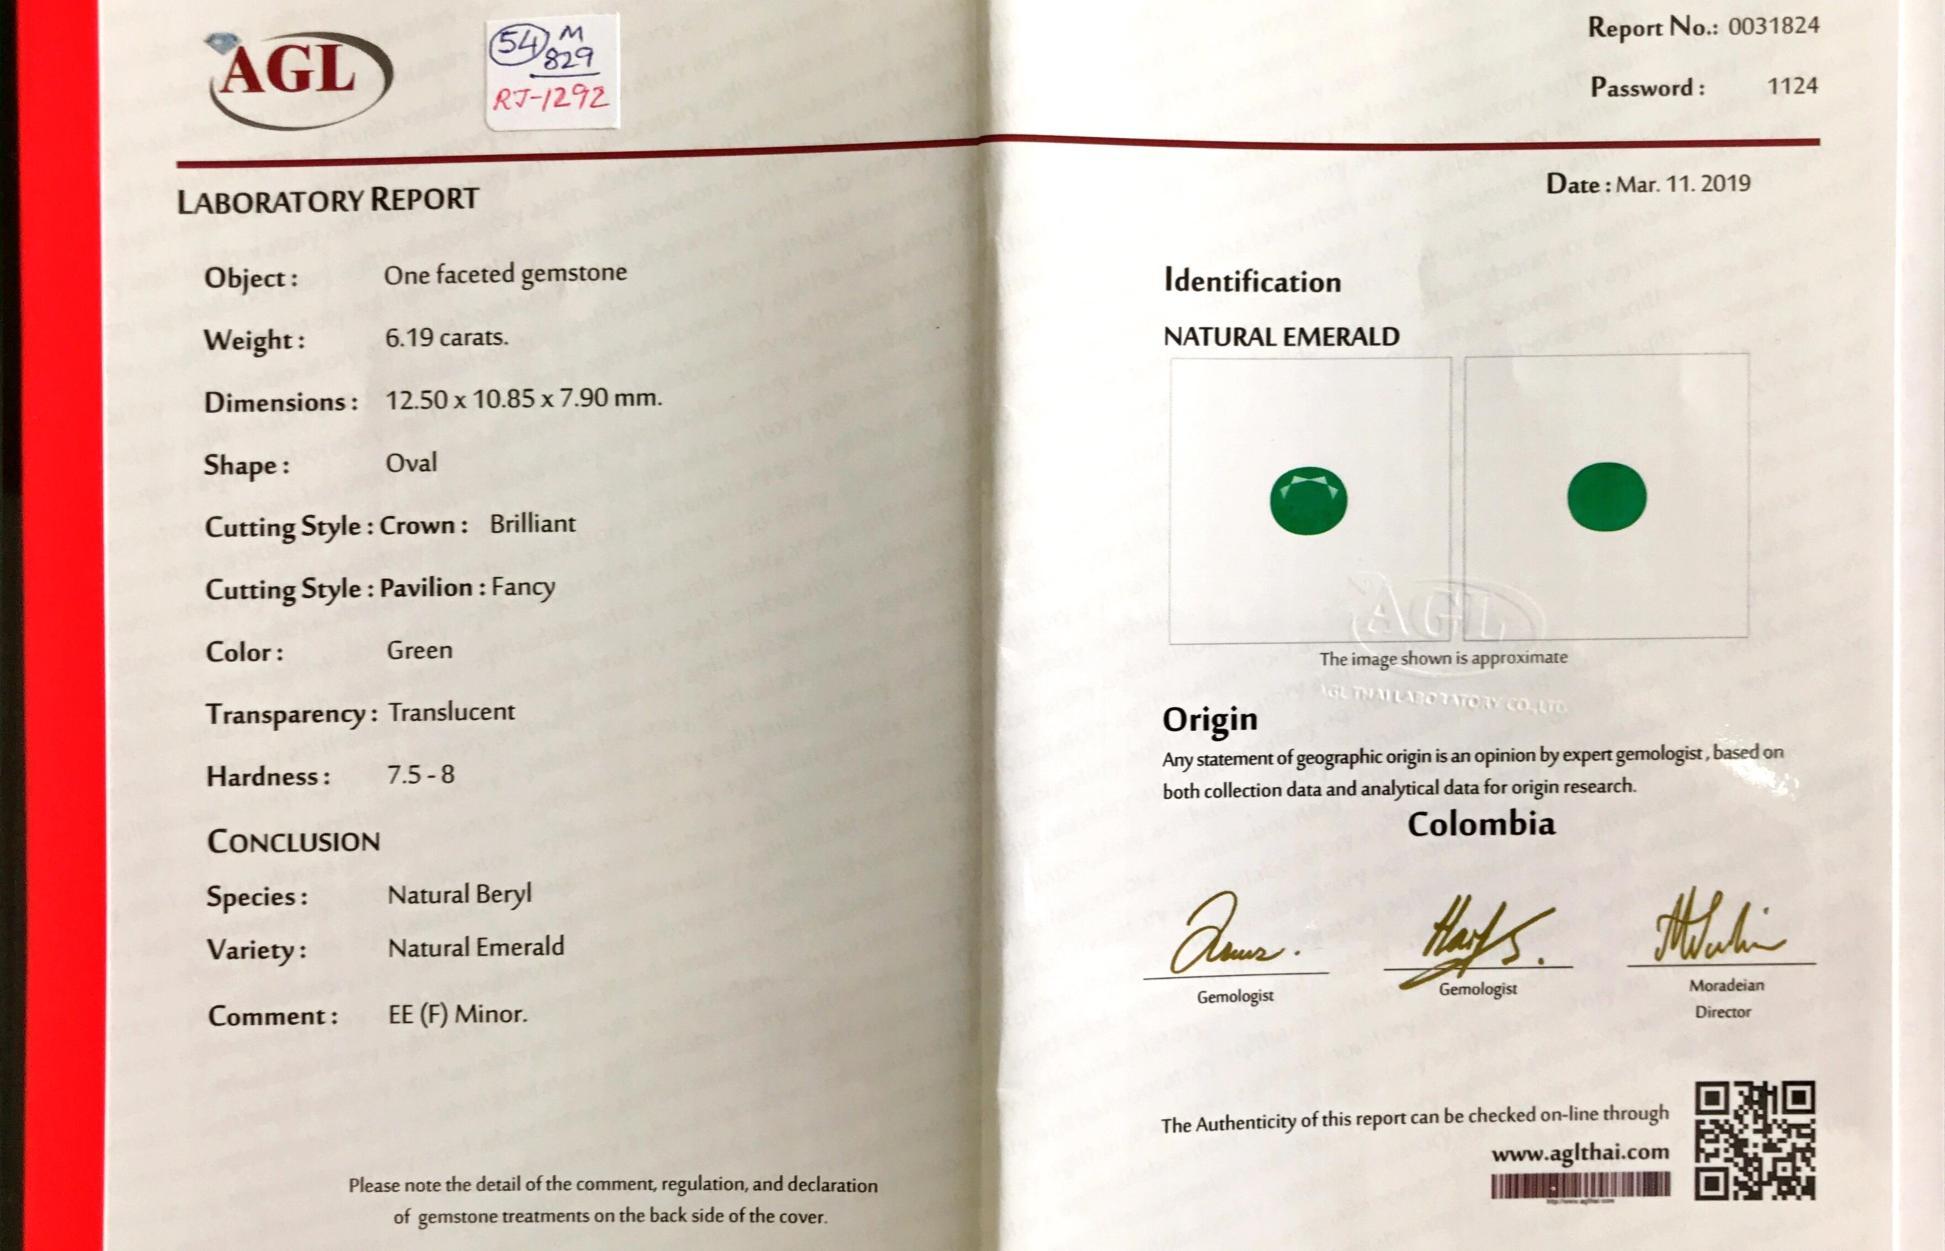 AGL
54 M
829
RJ-1292
Report No.: 0031824
Password : 1124
LABORATORY REPORT
Date : Mar. 11. 2019
Object : One faceted gemstone
Weight : 6.19 carats.
Dimensions : 12.50 x 10.85 x 7.90 mm.
Shape : Oval
Cutting Style : Crown : Brilliant
Cutting Style : Pavilion : Fancy
Color : Green
Transparency : Translucent
Hardness : 7.5 - 8
CONCLUSION
Species : Natural Beryl
Variety : Natural Emerald
Comment : EE (F) Minor.
Please note the detail of the comment, regulation, and declaration
of gemstone treatments on the back side of the cover.
Identification
NATURAL EMERALD
AGL
The image shown is approximate
AGL THAI LABORATORY CO.,LTD.
Origin
Any statement of geographic origin is an opinion by expert gemologist, based on
both collection data and analytical data for origin research.
Colombia
Gemologist
Gemologist
Moradeian
Director
The Authenticity of this report can be checked on-line through
www.aglthai.com